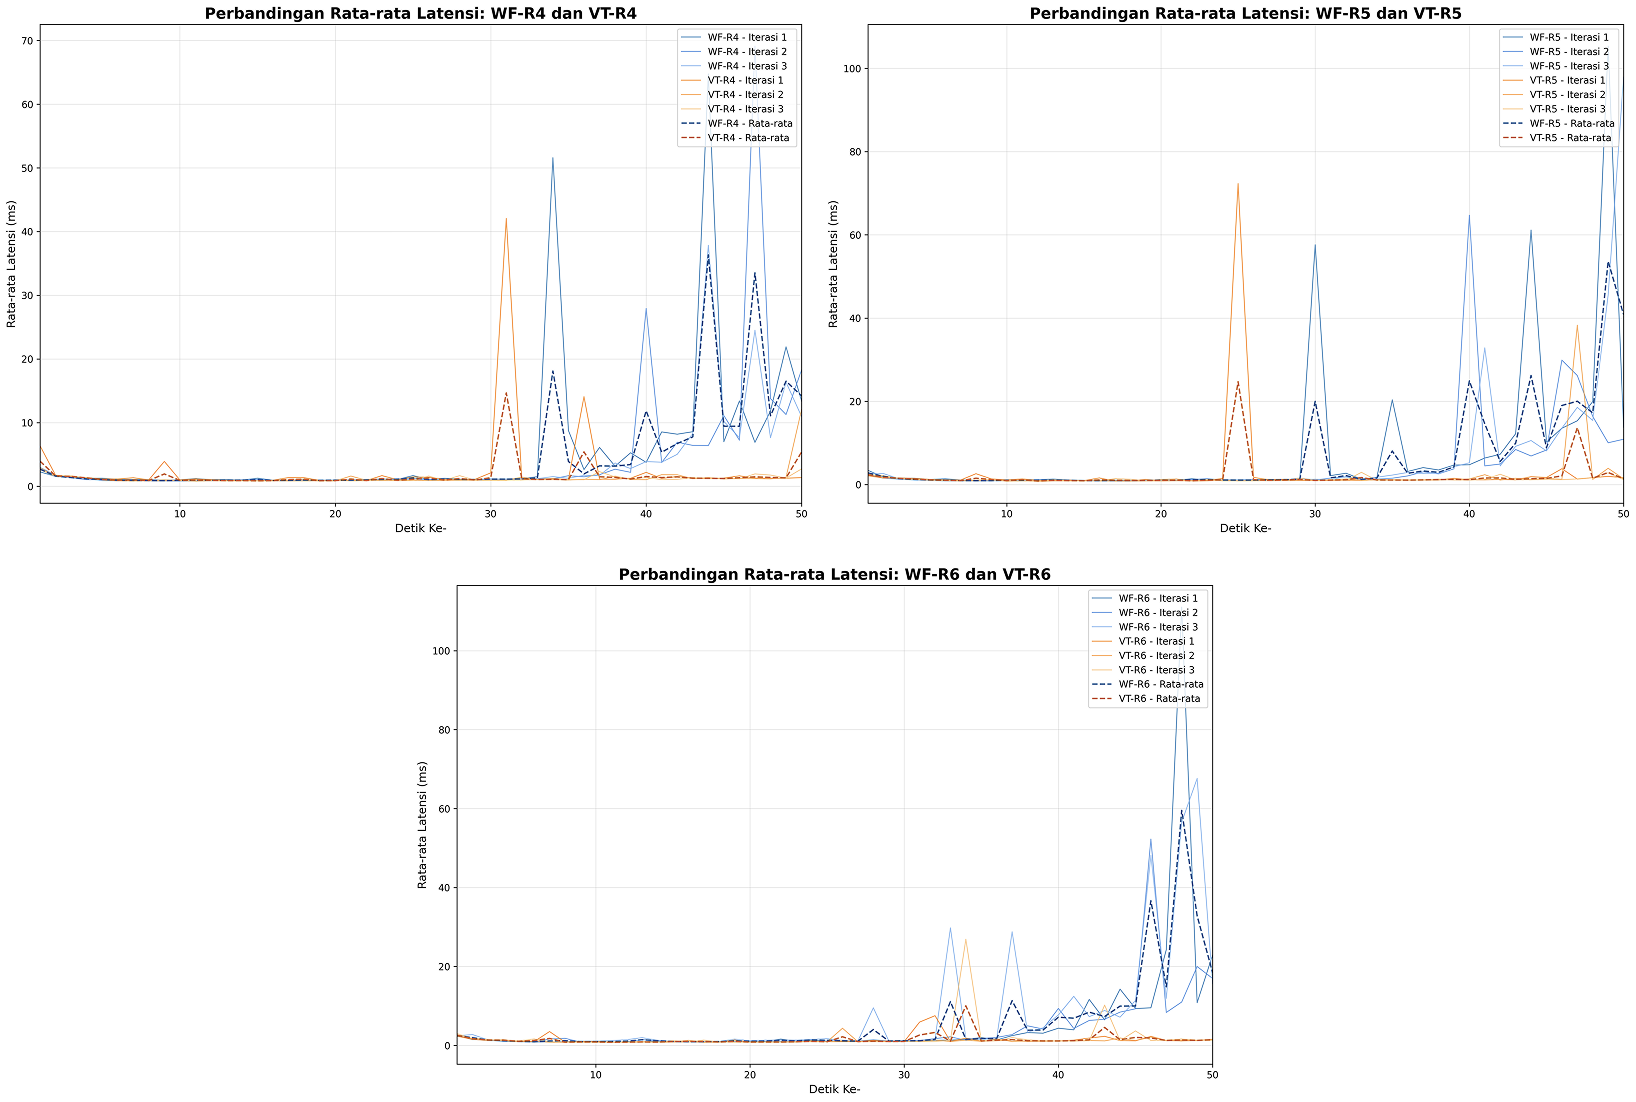 Perbandingan Rata-rata Latensi: WF-R4 dan VT-R4
WF-R4 - Iterasi 1
WF-R4 - Iterasi 2
WF-R4 - Iterasi 3
VT-R4 - Iterasi 1
VT-R4 - Iterasi 2
VT-R4 - Iterasi 3
WF-R4 - Rata-rata
VT-R4 - Rata-rata
Rata-rata Latensi (ms)
70
60
50
40
30
20
10
0
10
20
30
40
50
Detik Ke-
Perbandingan Rata-rata Latensi: WF-R5 dan VT-R5
WF-R5 - Iterasi 1
WF-R5 - Iterasi 2
WF-R5 - Iterasi 3
VT-R5 - Iterasi 1
VT-R5 - Iterasi 2
VT-R5 - Iterasi 3
WF-R5 - Rata-rata
VT-R5 - Rata-rata
Rata-rata Latensi (ms)
100
80
60
40
20
0
10
20
30
40
50
Detik Ke-
Perbandingan Rata-rata Latensi: WF-R6 dan VT-R6
WF-R6 - Iterasi 1
WF-R6 - Iterasi 2
WF-R6 - Iterasi 3
VT-R6 - Iterasi 1
VT-R6 - Iterasi 2
VT-R6 - Iterasi 3
WF-R6 - Rata-rata
VT-R6 - Rata-rata
Rata-rata Latensi (ms)
100
80
60
40
20
0
10
20
30
40
50
Detik Ke-